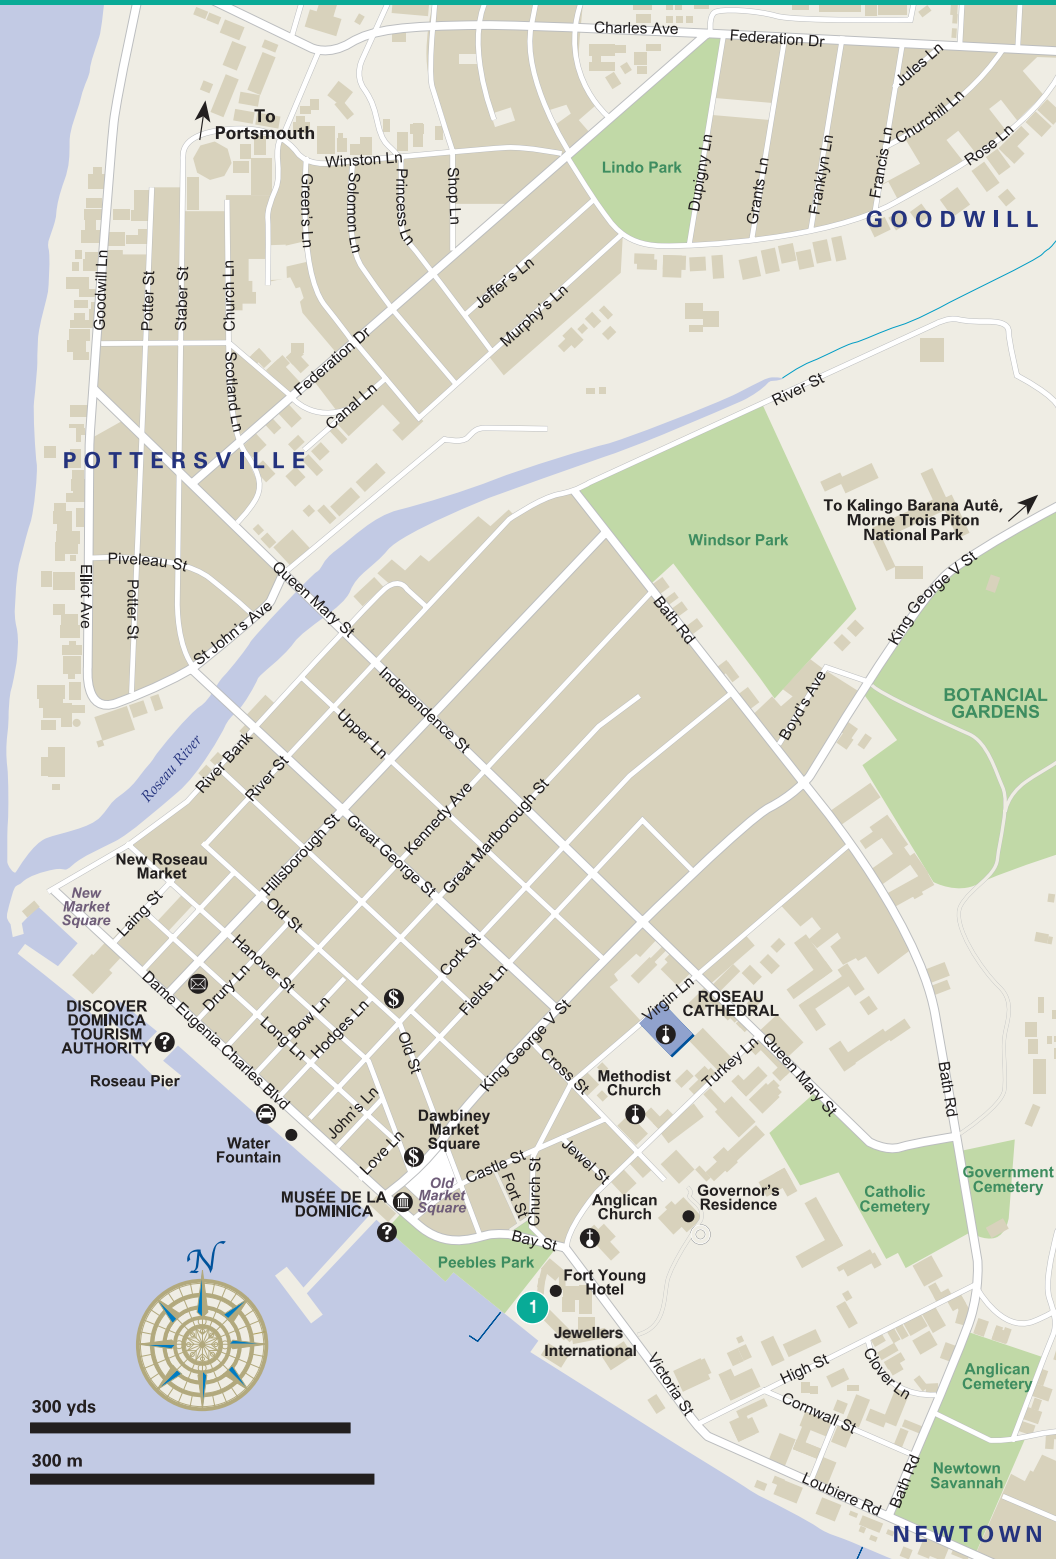 Charles Ave
Federation Dr
Jules Ln
Churchill Ln
Rose Ln
To
Portsmouth
Winston Ln
Lindo Park
Dupigny Ln
Grants Ln
Franklyn Ln
Francis Ln
GOODWILL
Green's Ln
Solomon Ln
Princess Ln
Shop Ln
Goodwill Ln
Potter St
Staber St
Church Ln
Scotland Ln
Jeffer's Ln
Murphy's Ln
Federation Dr
Canal Ln
River St
POTTERSVILLE
To Kalingo Barana Autê,
Morne Trois Piton
National Park
Windsor Park
King George V St
Piveleau St
Elliot Ave
Potter St
Queen Mary St
St John's Ave
Bath Rd
Independence St
Boyd's Ave
BOTANCIAL
GARDENS
Upper Ln
Roseau River
River Bank
River St
Kennedy Ave
Great Marlborough St
Hillsborough St
Great George St
New Roseau
Market
New
Market
Square
Laing St
Old St
Hanover St
Cork St
Fields Ln
Drury Ln
Dame Eugenia Charles Blvd
DISCOVER
DOMINICA
TOURISM
AUTHORITY
?
Roseau Pier
Long Ln
Bow Ln
Hodges Ln
$
Old St
King George V St
Virgin Ln
ROSEAU
CATHEDRAL
Cross St
Turkey Ln
Queen Mary St
Methodist
Church
Bath Rd
Water
Fountain
John's Ln
Love Ln
Dawbiney
Market
Square
$
Castle St
Fort St
Church St
Jewel St
MUSÉE DE LA
DOMINICA
Old
Market
Square
?
Anglican
Church
Governor's
Residence
Catholic
Cemetery
Government
Cemetery
Bay St
Peebles Park
Fort Young
Hotel
1
Jewellers
International
N
Victoria St
High St
Clover Ln
Cornwall St
Anglican
Cemetery
300 yds
300 m
Loubiere Rd
Bath Rd
Newtown
Savannah
NEWTOWN